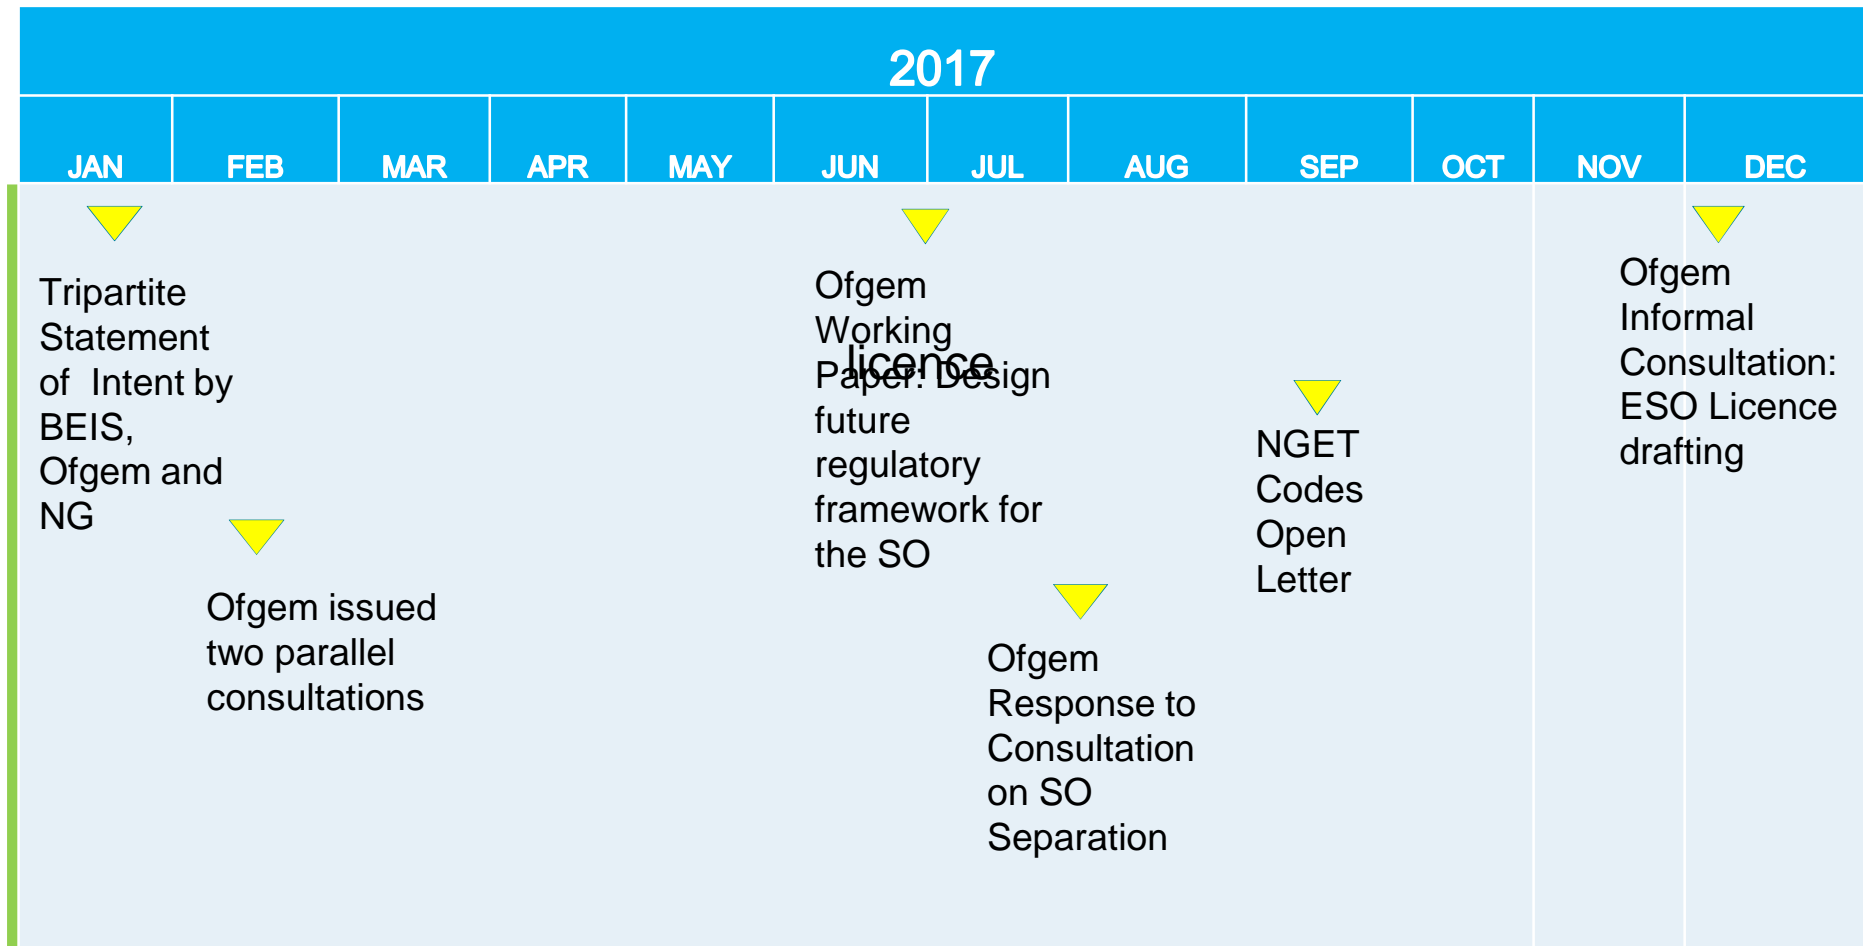 2017
JAN FEB MAR APR MAY JUN JUL AUG SEP OCT NOV DEC
Tripartite
Statement
of Intent by
BEIS,
Ofgem and
NG
Ofgem issued
two parallel
consultations
Ofgem
Working
Paper: Design
future
regulatory
framework for
the SO
licence
Ofgem
Response to
Consultation
on SO
Separation
NGET
Codes
Open
Letter
Ofgem
Informal
Consultation:
ESO Licence
drafting